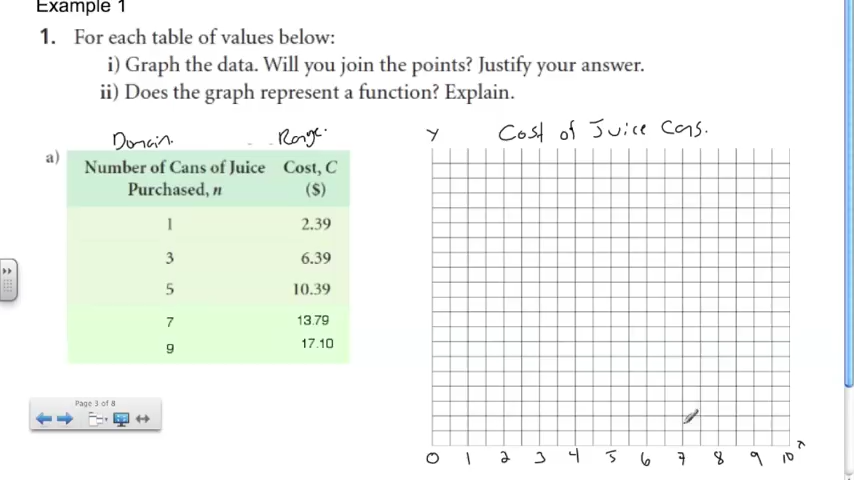 Example 1
1. For each table of values below:
i) Graph the data. Will you join the points? Justify your answer.
ii) Does the graph represent a function? Explain.
Domain. Range.
a)
Number of Cans of Juice Purchased, n Cost, C ($)
1 2.39
3 6.39
5 10.39
7 13.79
9 17.10
Y Cost of Juice Cans.
0 1 2 3 4 5 6 7 8 9 10 x
Page 3 of 8